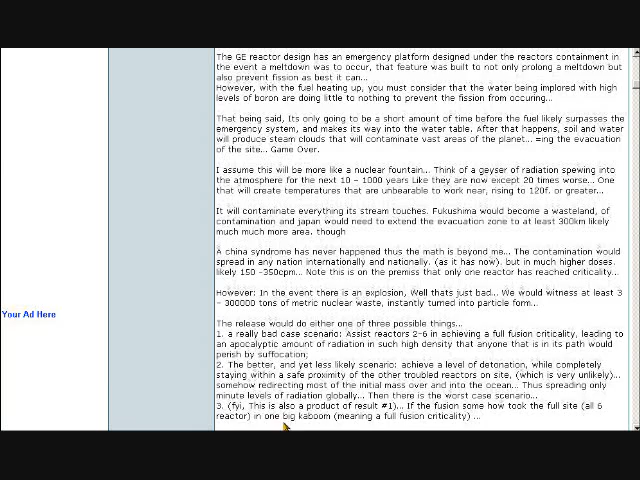 The GE reactor design has an emergency platform designed under the reactors containment in
the event a meltdown was to occur, that feature was built to not only prolong a meltdown but
also prevent fission as best it can...
However, with the fuel heating up, you must consider that the water being implored with high
levels of boron are doing little to nothing to prevent the fission from occuring...
That being said, Its only going to be a short amount of time before the fuel likely surpasses the
emergency system, and makes its way into the water table. After that happens, soil and water
will produce steam clouds that will contaminate vast areas of the planet... =ing the evacuation
of the site... Game Over.
I assume this will be more like a nuclear fountain... Think of a geyser of radiation spewing into
the atmosphere for the next 10 - 1000 years Like they are now except 20 times worse... One
that will create temperatures that are unbearable to work near, rising to 120f. or greater...
It will contaminate everything its stream touches. Fukushima would become a wasteland, of
contamination and japan would need to extend the evacuation zone to at least 300km likely
much much more area. though
A china syndrome has never happened thus the math is beyond me... The contamination would
spread in any nation internationally and nationally. (as it has now). but in much higher doses.
likely 150 -350cpm... Note this is on the premiss that only one reactor has reached criticality...
However: In the event there is an explosion, Well thats just bad... We would witness at least 3
- 300000 tons of metric nuclear waste, instantly turned into particle form...
Your Ad Here
The release would do either one of three possible things...
1. a really bad case scenario: Assist reactors 2-6 in achieving a full fusion criticality, leading to
an apocalyptic amount of radiation in such high density that anyone that is in its path would
perish by suffocation;
2. The better, and yet less likely scenario: achieve a level of detonation, while completely
staying within a safe proximity of the other troubled reactors on site, (which is very unlikely)...
somehow redirecting most of the initial mass over and into the ocean... Thus spreading only
minute levels of radiation globally... Then there is the worst case scenario...
3. (fyi, This is also a product of result #1)... If the fusion some how took the full site (all 6
reactor) in one big kaboom (meaning a full fusion criticality) ...